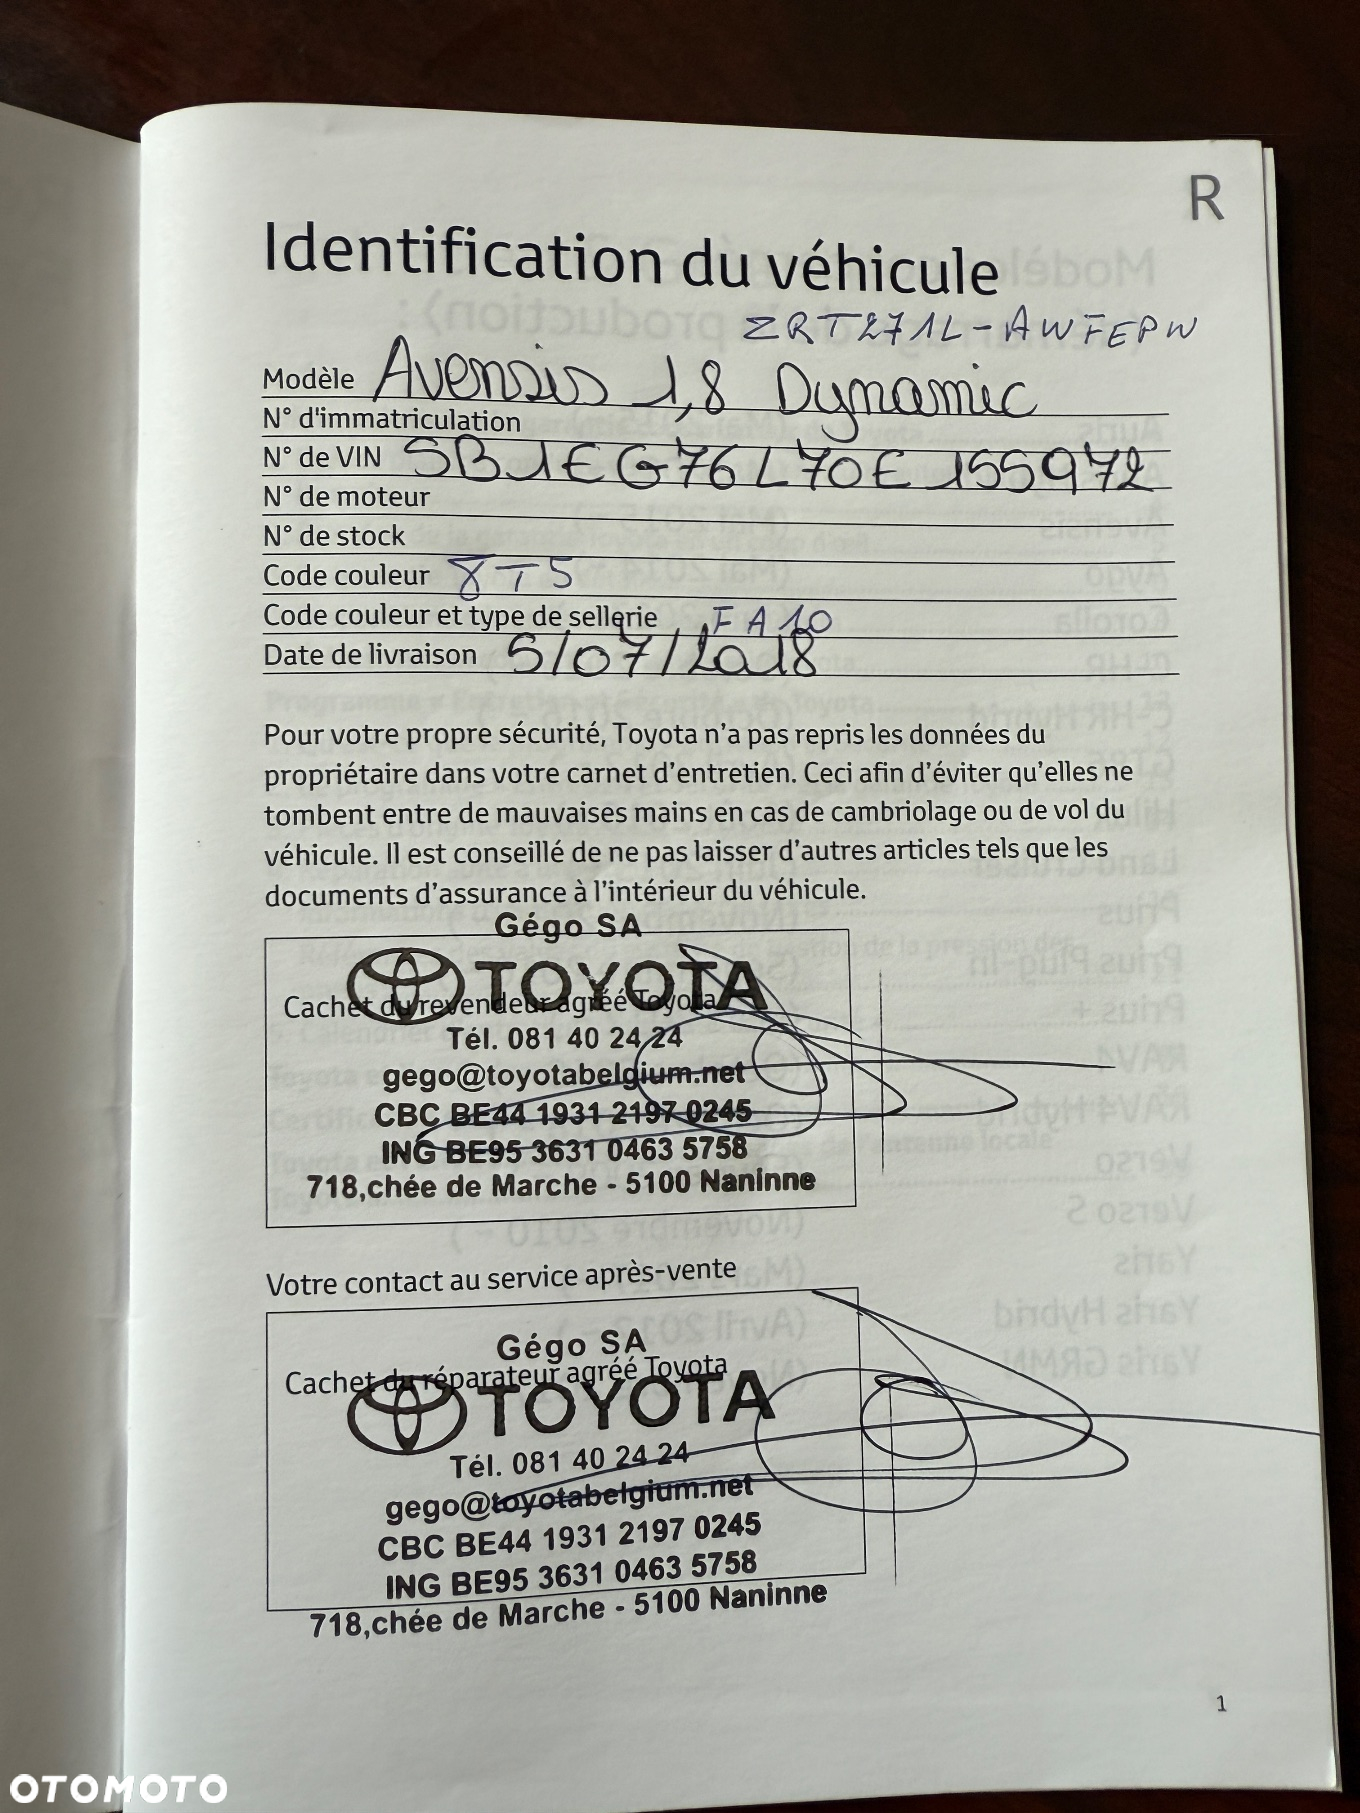 R
Identification du véhicule
ZRT271L-AWFEPW
Modèle Avensis 1,8 Dynamic
N° d'immatriculation
N° de VIN SB1EG76L70E155972
N° de moteur
N° de stock
Code couleur 8T5
Code couleur et type de sellerie FA10
Date de livraison 5/07/2018
Pour votre propre sécurité, Toyota n'a pas repris les données du
propriétaire dans votre carnet d'entretien. Ceci afin d'éviter qu'elles ne
tombent entre de mauvaises mains en cas de cambriolage ou de vol du
véhicule. Il est conseillé de ne pas laisser d'autres articles tels que les
documents d'assurance à l'intérieur du véhicule.
Gégo SA
TOYOTA
Cachet du revendeur agréé Toyota
Tél. 081 40 24 24
gego@toyotabelgium.net
CBC BE44 1931 2197 0245
ING BE95 3631 0463 5758
718,chée de Marche - 5100 Naninne
Votre contact au service après-vente
Gégo SA
Cachet du réparateur agréé Toyota
TOYOTA
Tél. 081 40 24 24
gego@toyotabelgium.net
CBC BE44 1931 2197 0245
ING BE95 3631 0463 5758
718,chée de Marche - 5100 Naninne
1
OTOMOTO